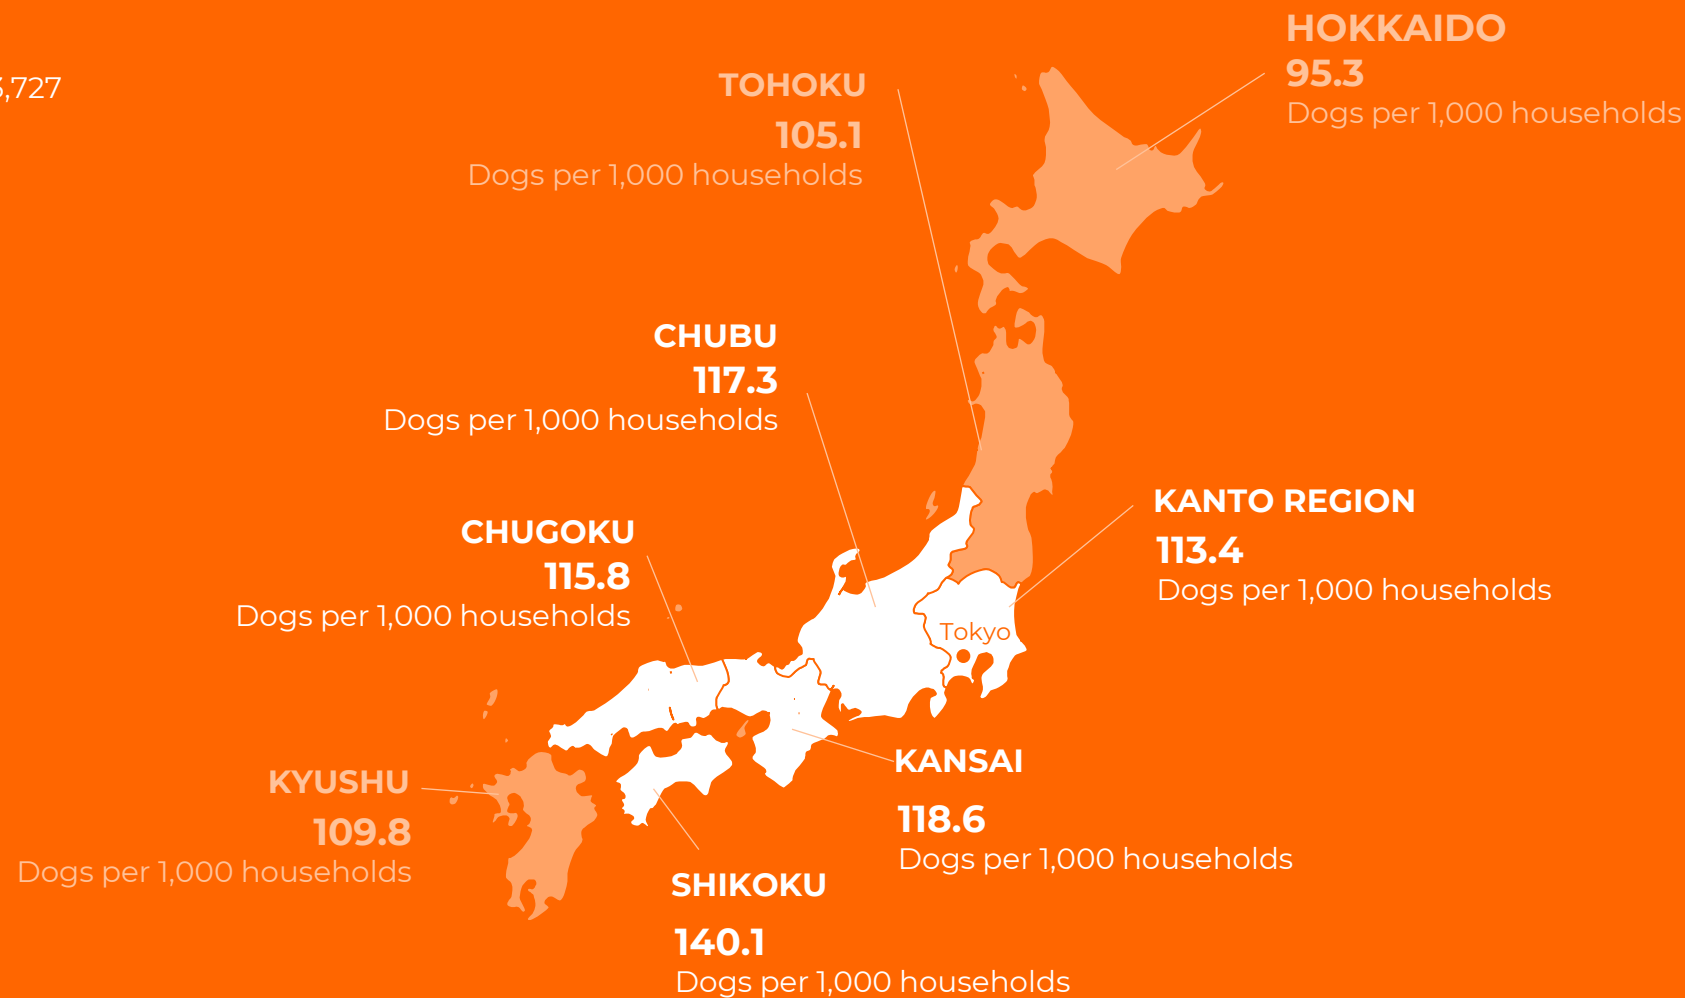 HOKKAIDO
95.3
Dogs per 1,000 households
TOHOKU
105.1
Dogs per 1,000 households
CHUBU
117.3
Dogs per 1,000 households
KANTO REGION
113.4
Dogs per 1,000 households
CHUGOKU
115.8
Dogs per 1,000 households
Tokyo
KANSAI
118.6
Dogs per 1,000 households
KYUSHU
109.8
Dogs per 1,000 households
SHIKOKU
140.1
Dogs per 1,000 households